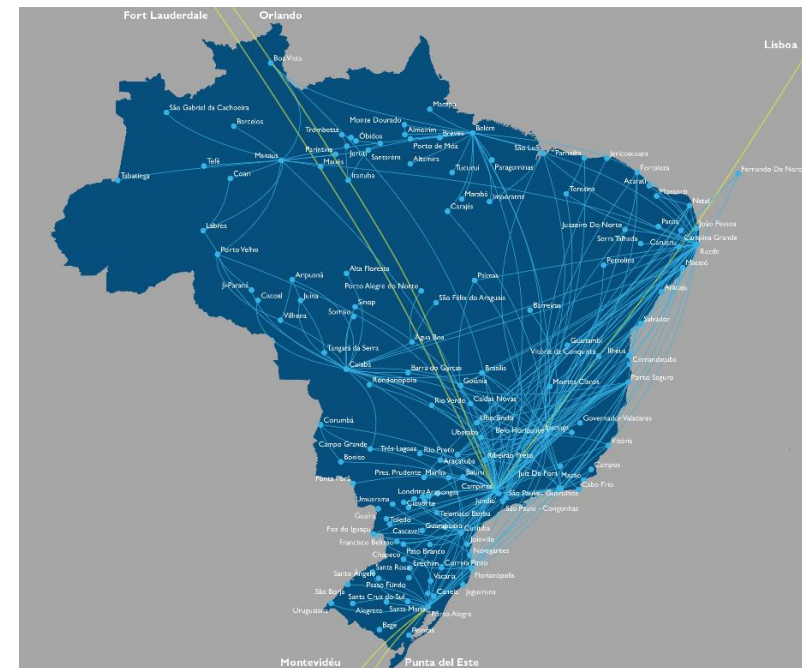 Fort Lauderdale
Orlando
Lisboa
Boa Vista
São Gabriel da Cachoeira
Barcelos
Macapá
Monte Dourado
Almeirim
Breves
Belém
Trombetas
Óbidos
Porto de Móz
São Luís
Parnaíba
Jericoacoara
Parintins
Juruti
Santarém
Altamira
Manaus
Maués
Tefé
Coari
Itaituba
Tabatinga
Tucuruí
Paragominas
Fortaleza
Fernando De Noro
Aracati
Mossoró
Marabá
Imperatriz
Teresina
Natal
Carajás
Lábrea
Juazeiro Do Norte
Patos
João Pessoa
Serra Talhada
Caruaru
Campina Grande
Recife
Porto Velho
Petrolina
Maceió
Alta Floresta
Aripuanã
Palmas
Ji-Paraná
Porto Alegre do Norte
Aracaju
Cacoal
Juína
Sinop
São Félix do Araguaia
Barreiras
Vilhena
Sorriso
Salvador
Água Boa
Guanambi
Tangará da Serra
Vitória da Conquista
Ilhéus
Comandatuba
Cuiabá
Barra do Garças
Brasília
Rondonópolis
Goiânia
Montes Claros
Porto Seguro
Rio Verde
Caldas Novas
Corumbá
Uberlândia
Governador Valadares
Belo Horizonte
Ipatinga
Uberaba
Campo Grande
Três Lagoas
Rio Preto
Vitória
Bonito
Araçatuba
Ribeirão Preto
Pres. Prudente
Marília
Bauru
Juiz De Fora
Macaé
Campos
Ponta Porã
Campinas
Cabo Frio
Londrina
Arapongas
Jundiaí
São Paulo - Guarulhos
Umuarama
Cianorte
São Paulo - Congonhas
Guaíra
Telêmaco Borba
Toledo
Foz do Iguaçu
Cascavel
Guarapuava
Curitiba
Francisco Beltrão
Joinville
Pato Branco
Navegantes
Chapecó
Erechim
Correia Pinto
Santa Rosa
Santo Ângelo
Florianópolis
Vacaria
Passo Fundo
São Borja
Canela
Jaguaruna
Santa Cruz do Sul
Uruguaiana
Alegrete
Santa Maria
Porto Alegre
Bagé
Pelotas
Montevidéu
Punta del Este